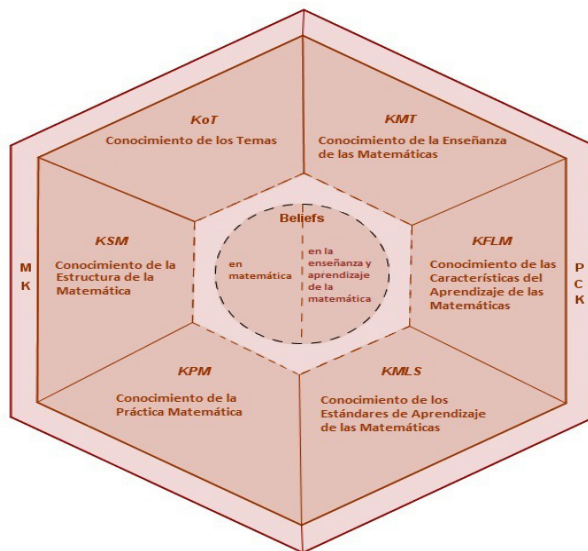 KoT
Conocimiento de los Temas
KMT
Conocimiento de la Enseñanza
de las Matemáticas
KSM
Conocimiento de la
Estructura de la
Matemática
Beliefs
en
matemática
en la
enseñanza y
aprendizaje
de la
matemática
KFLM
Conocimiento de las
Características del
Aprendizaje de las
Matemáticas
M
K
P
C
K
KPM
Conocimiento de la
Práctica Matemática
KMLS
Conocimiento de los
Estándares de Aprendizaje
de las Matemáticas